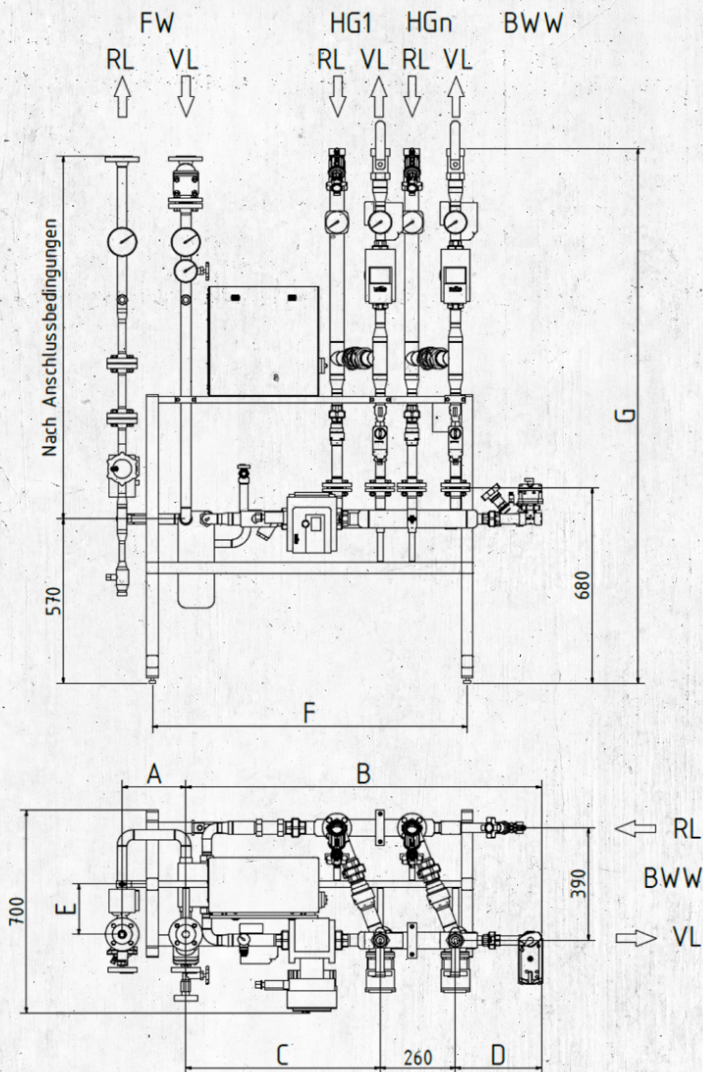 FW HG1 HGn BWW
RL VL RL VL RL VL
Nach Anschlussbedingungen
G
570
680
F
A B
RL
BWW
VL
700
E
390
C 260 D